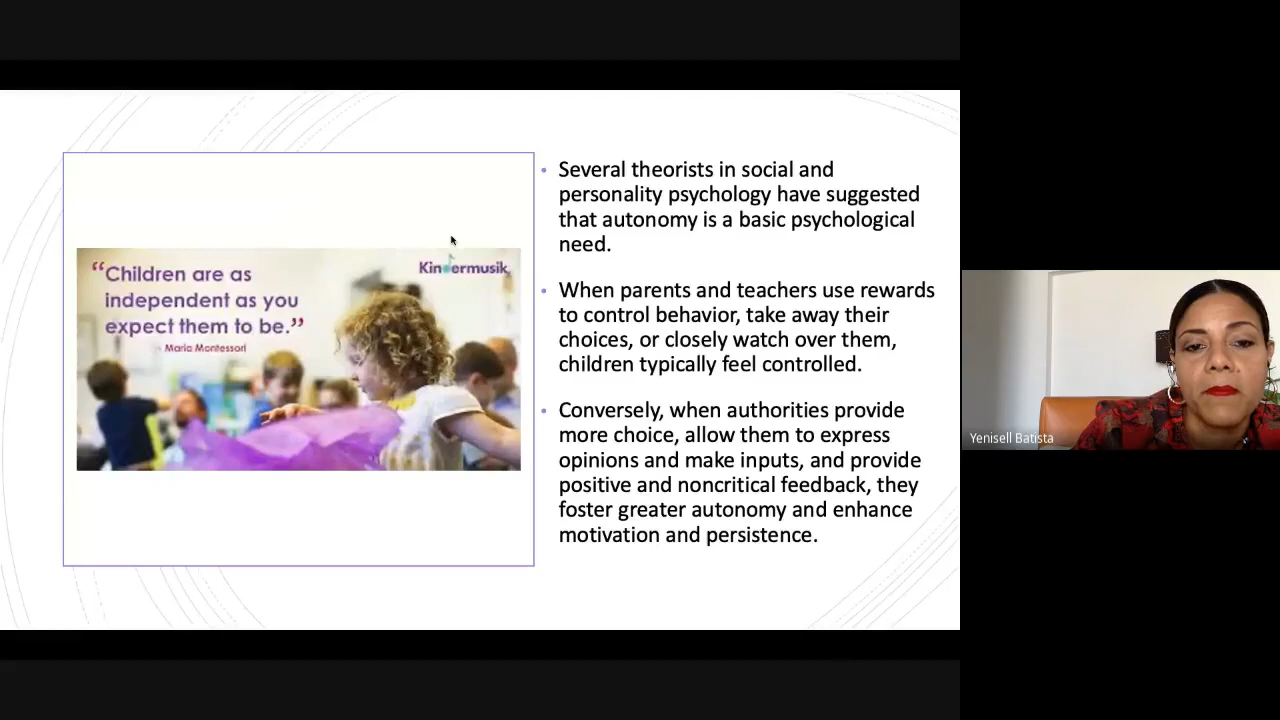 “Children are as
independent as you
expect them to be.”
- Maria Montessori
Kindermusik
• Several theorists in social and
personality psychology have suggested
that autonomy is a basic psychological
need.
• When parents and teachers use rewards
to control behavior, take away their
choices, or closely watch over them,
children typically feel controlled.
• Conversely, when authorities provide
more choice, allow them to express
opinions and make inputs, and provide
positive and noncritical feedback, they
foster greater autonomy and enhance
motivation and persistence.
Yenisell Batista